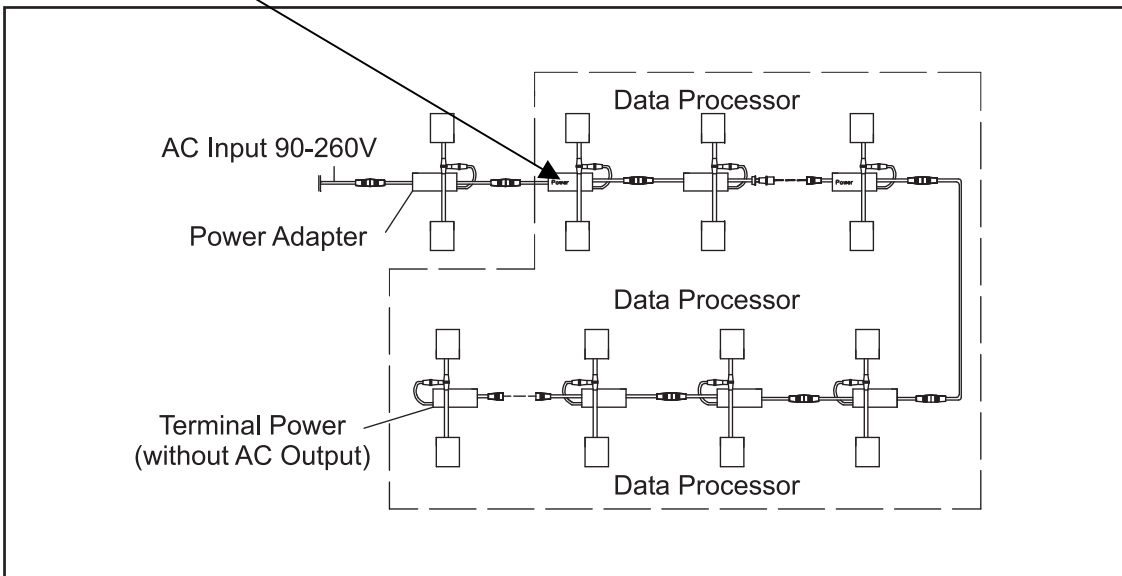 Data Processor
AC Input 90-260V
Power
Power
Power Adapter
Data Processor
Terminal Power
(without AC Output)
Data Processor